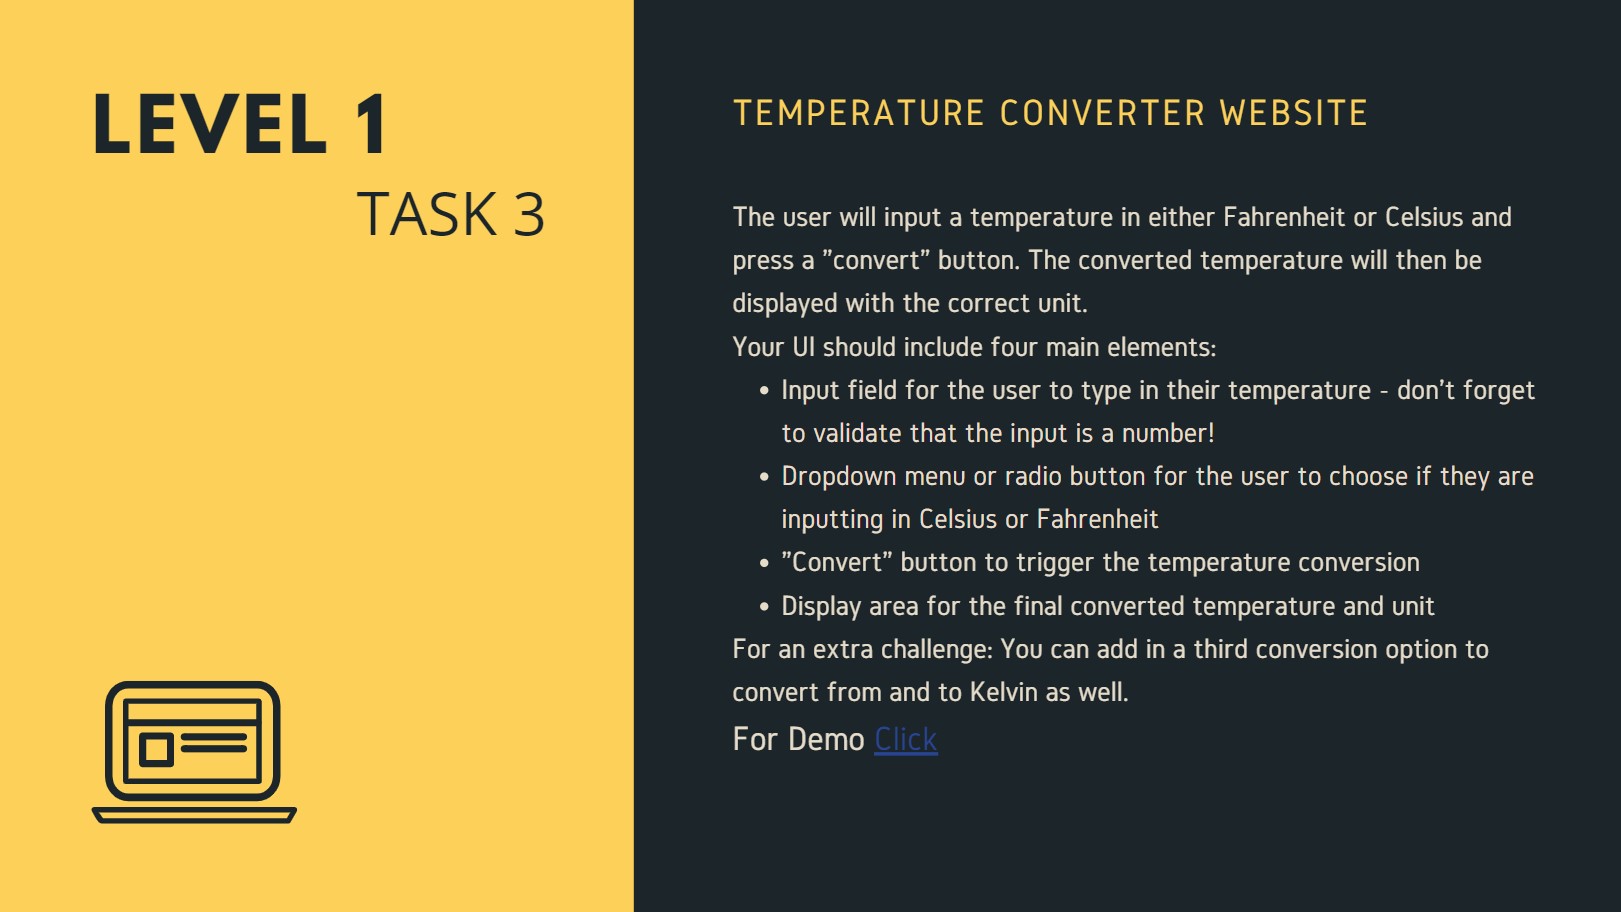 LEVEL 1
TASK 3
TEMPERATURE CONVERTER WEBSITE
The user will input a temperature in either Fahrenheit or Celsius and
press a ”convert” button. The converted temperature will then be
displayed with the correct unit.
Your UI should include four main elements:
• Input field for the user to type in their temperature - don’t forget
to validate that the input is a number!
• Dropdown menu or radio button for the user to choose if they are
inputting in Celsius or Fahrenheit
• ”Convert” button to trigger the temperature conversion
• Display area for the final converted temperature and unit
For an extra challenge: You can add in a third conversion option to
convert from and to Kelvin as well.
For Demo Click